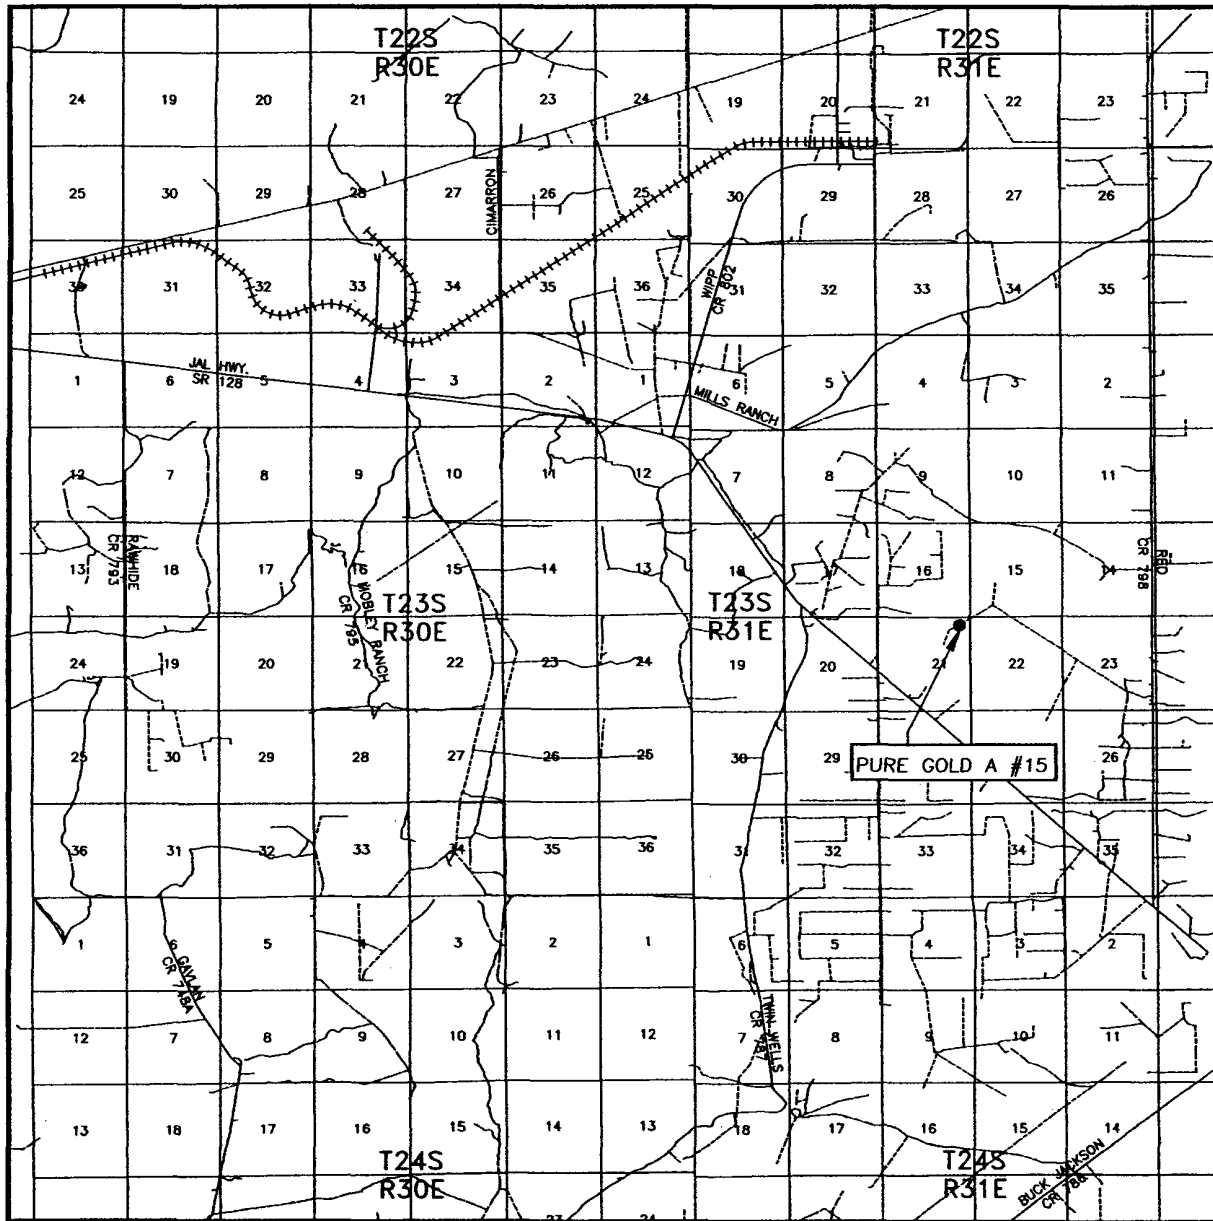 T22S
R30E
T22S
R31E
24 19 20 21 22 23 24 19 20 21 22 23
25 30 29 28 27 26 25 30 29 28 27 26
CIMARRON
36 31 32 33 34 35 36 31 32 33 34 35
WIPP
CR 802
JAL HWY.
SR 128
1 6 5 4 3 2 1 6 5 4 3 2
MILLS RANCH
12 7 8 9 10 11 12 7 8 9 10 11
RAWHIDE
CR 793
RED
CR 798
13 18 17 16 15 14 13 18 16 15 14
MOBLEY RANCH
CR 795
T23S
R30E
T23S
R31E
24 19 20 21 22 23 24 19 20 21 22 23
25 30 29 28 27 26 25 30 29 26
PURE GOLD A #15
36 31 32 33 34 35 36 31 32 33 34 35
1 6 5 4 3 2 1 6 5 4 3 2
GAVLAN
CR 748A
TWIN WELLS
CR 787
12 7 8 9 10 11 12 7 8 9 10 11
13 18 17 16 15 14 13 18 17 16 15 14
T24S
R30E
T24S
R31E
BUCK JACKSON
CR 786
23 24